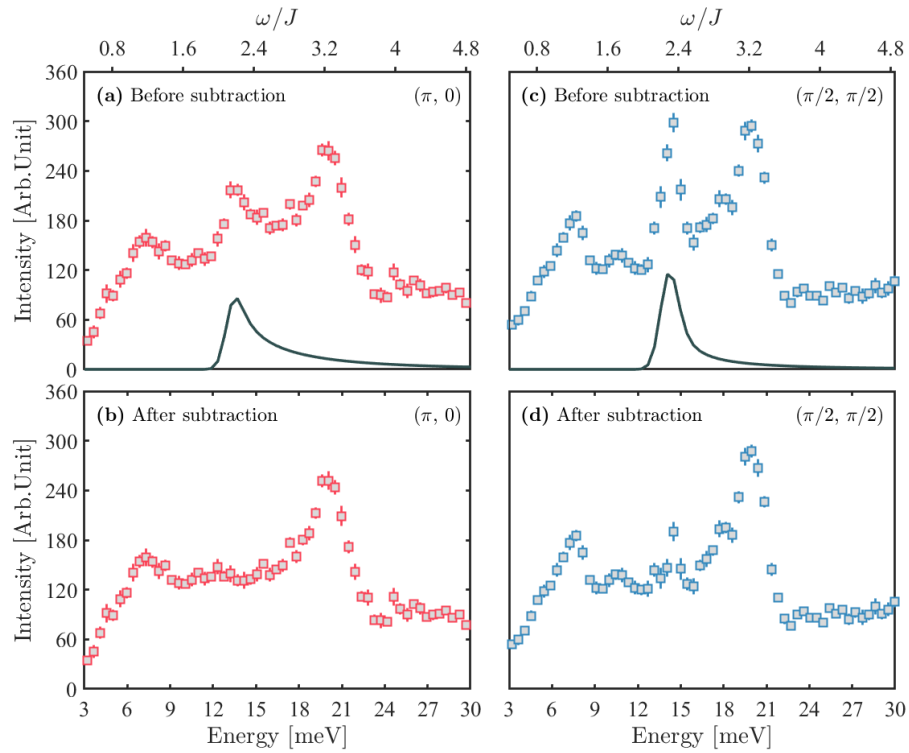 ω/J
ω/J
0.8 1.6 2.4 3.2 4 4.8
0.8 1.6 2.4 3.2 4 4.8
360
300
240
180
120
60
0
Intensity [Arb.Unit]
(a) Before subtraction (π, 0)
(c) Before subtraction (π/2, π/2)
360
300
240
180
120
60
0
Intensity [Arb.Unit]
(b) After subtraction (π, 0)
(d) After subtraction (π/2, π/2)
3 6 9 12 15 18 21 24 27 30
3 6 9 12 15 18 21 24 27 30
Energy [meV]
Energy [meV]